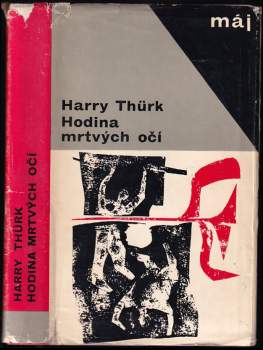 máj
Harry Thürk
Hodina
mrtvých očí
HARRY THÜRK
HODINA MRTVÝCH OČÍ